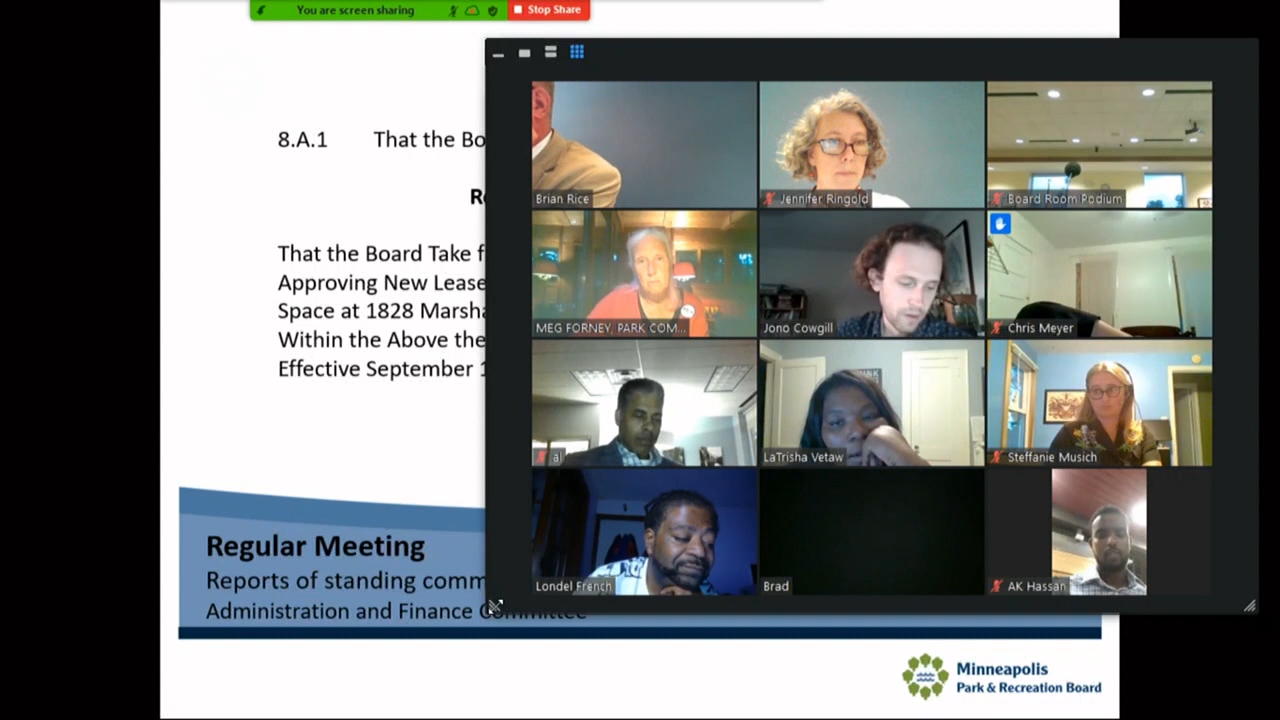 You are screen sharing
Stop Share
8.A.1 That the Bo
Re
That the Board Take f
Approving New Lease
Space at 1828 Marsha
Within the Above the
Effective September 1
Brian Rice
Jennifer Ringold
Board Room Podium
MEG FORNEY, PARK COM...
Jono Cowgill
Chris Meyer
al
LaTrisha Vetaw
Steffanie Musich
Londel French
Brad
AK Hassan
Regular Meeting
Reports of standing comm
Administration and Finance Committee
Minneapolis
Park & Recreation Board